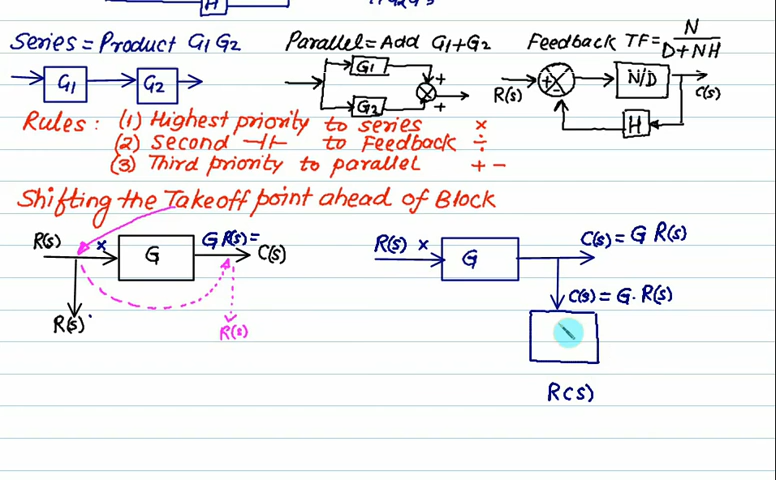 H
Series = Product G1 G2
Parallel = Add G1+G2
Feedback TF = N / D+NH
G1
G2
G1
G2
+
+
R(s)
+
-
N/D
C(s)
H
Rules : (1) Highest priority to series ×
(2) Second ⊣⊢ to Feedback ÷
(3) Third priority to parallel + -
Shifting the Takeoff point ahead of Block
R(s)
×
G
G R(s) =
C(s)
R(s)
R(s)
R(s) ×
G
C(s) = G R(s)
C(s) = G. R(s)
R(s)